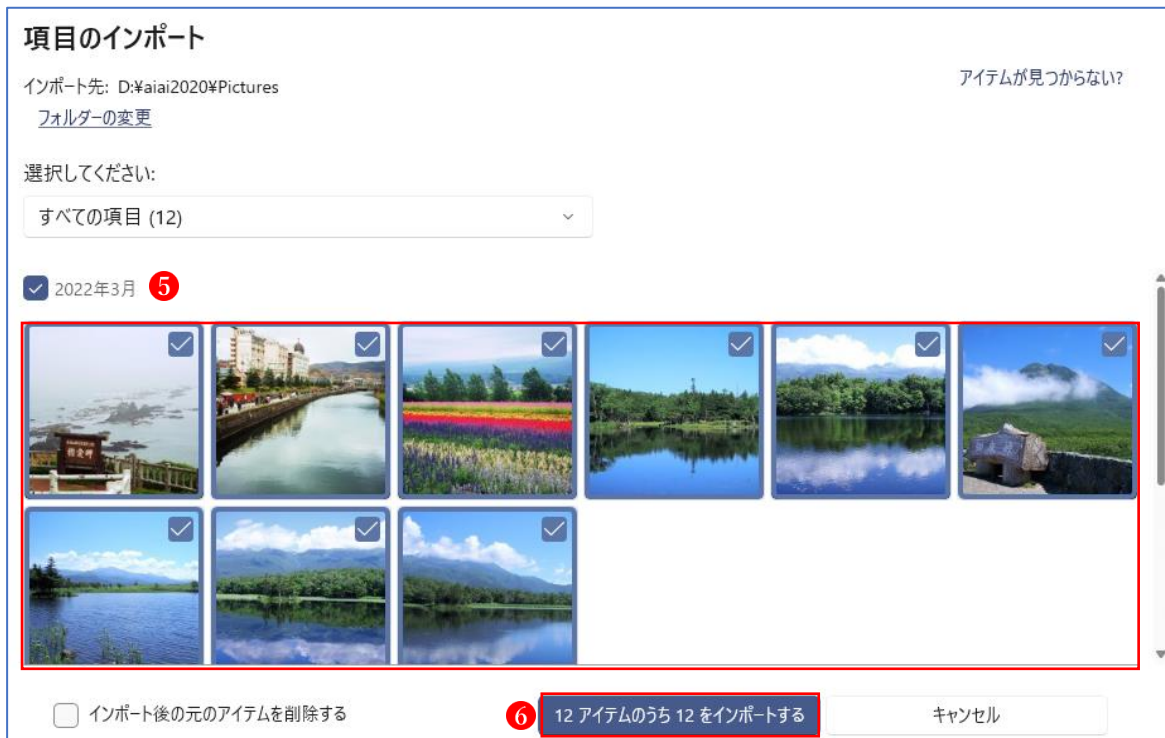 項目のインポート
インポート先: D:¥aiai2020¥Pictures
アイテムが見つからない?
フォルダーの変更
選択してください:
すべての項目 (12)
2022年3月 5
インポート後の元のアイテムを削除する
6 12 アイテムのうち 12 をインポートする
キャンセル